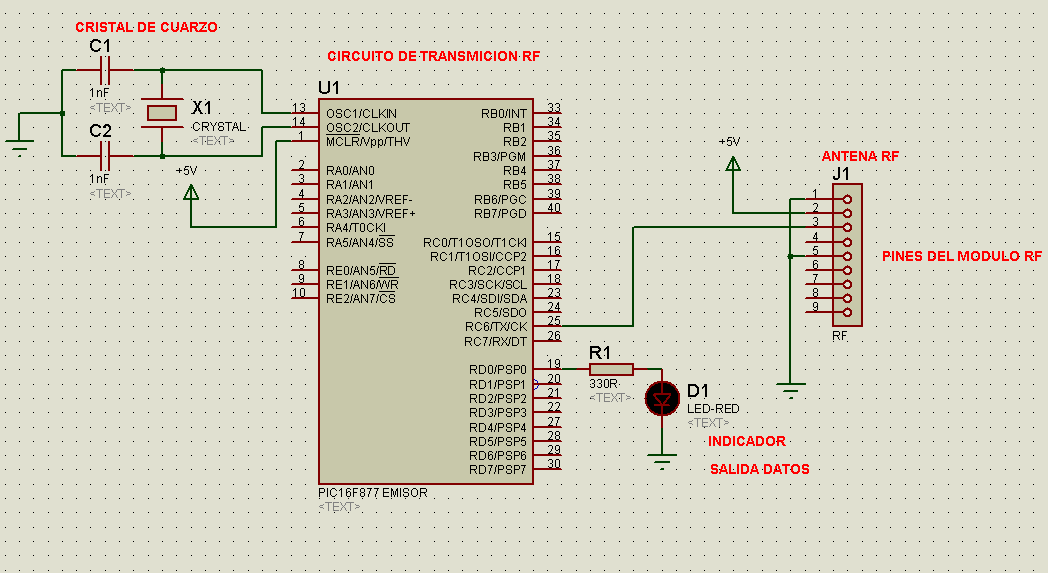 CRISTAL DE CUARZO
C1
1nF
<TEXT>
X1
CRYSTAL
<TEXT>
C2
1nF
<TEXT>
+5V
CIRCUITO DE TRANSMICION RF
U1
13 OSC1/CLKIN
14 OSC2/CLKOUT
1 MCLR/Vpp/THV
2 RA0/AN0
3 RA1/AN1
4 RA2/AN2/VREF-
5 RA3/AN3/VREF+
6 RA4/T0CKI
7 RA5/AN4/SS
8 RE0/AN5/RD
9 RE1/AN6/WR
10 RE2/AN7/CS
RB0/INT 33
RB1 34
RB2 35
RB3/PGM 36
RB4 37
RB5 38
RB6/PGC 39
RB7/PGD 40
RC0/T1OSO/T1CKI 15
RC1/T1OSI/CCP2 16
RC2/CCP1 17
RC3/SCK/SCL 18
RC4/SDI/SDA 23
RC5/SDO 24
RC6/TX/CK 25
RC7/RX/DT 26
RD0/PSP0 19
RD1/PSP1 20
RD2/PSP2 21
RD3/PSP3 22
RD4/PSP4 27
RD5/PSP5 28
RD6/PSP6 29
RD7/PSP7 30
PIC16F877 EMISOR
<TEXT>
R1
330R
<TEXT>
D1
LED-RED
<TEXT>
INDICADOR
SALIDA DATOS
+5V
ANTENA RF
J1
1
2
3
4
5
6
7
8
9
RF
PINES DEL MODULO RF